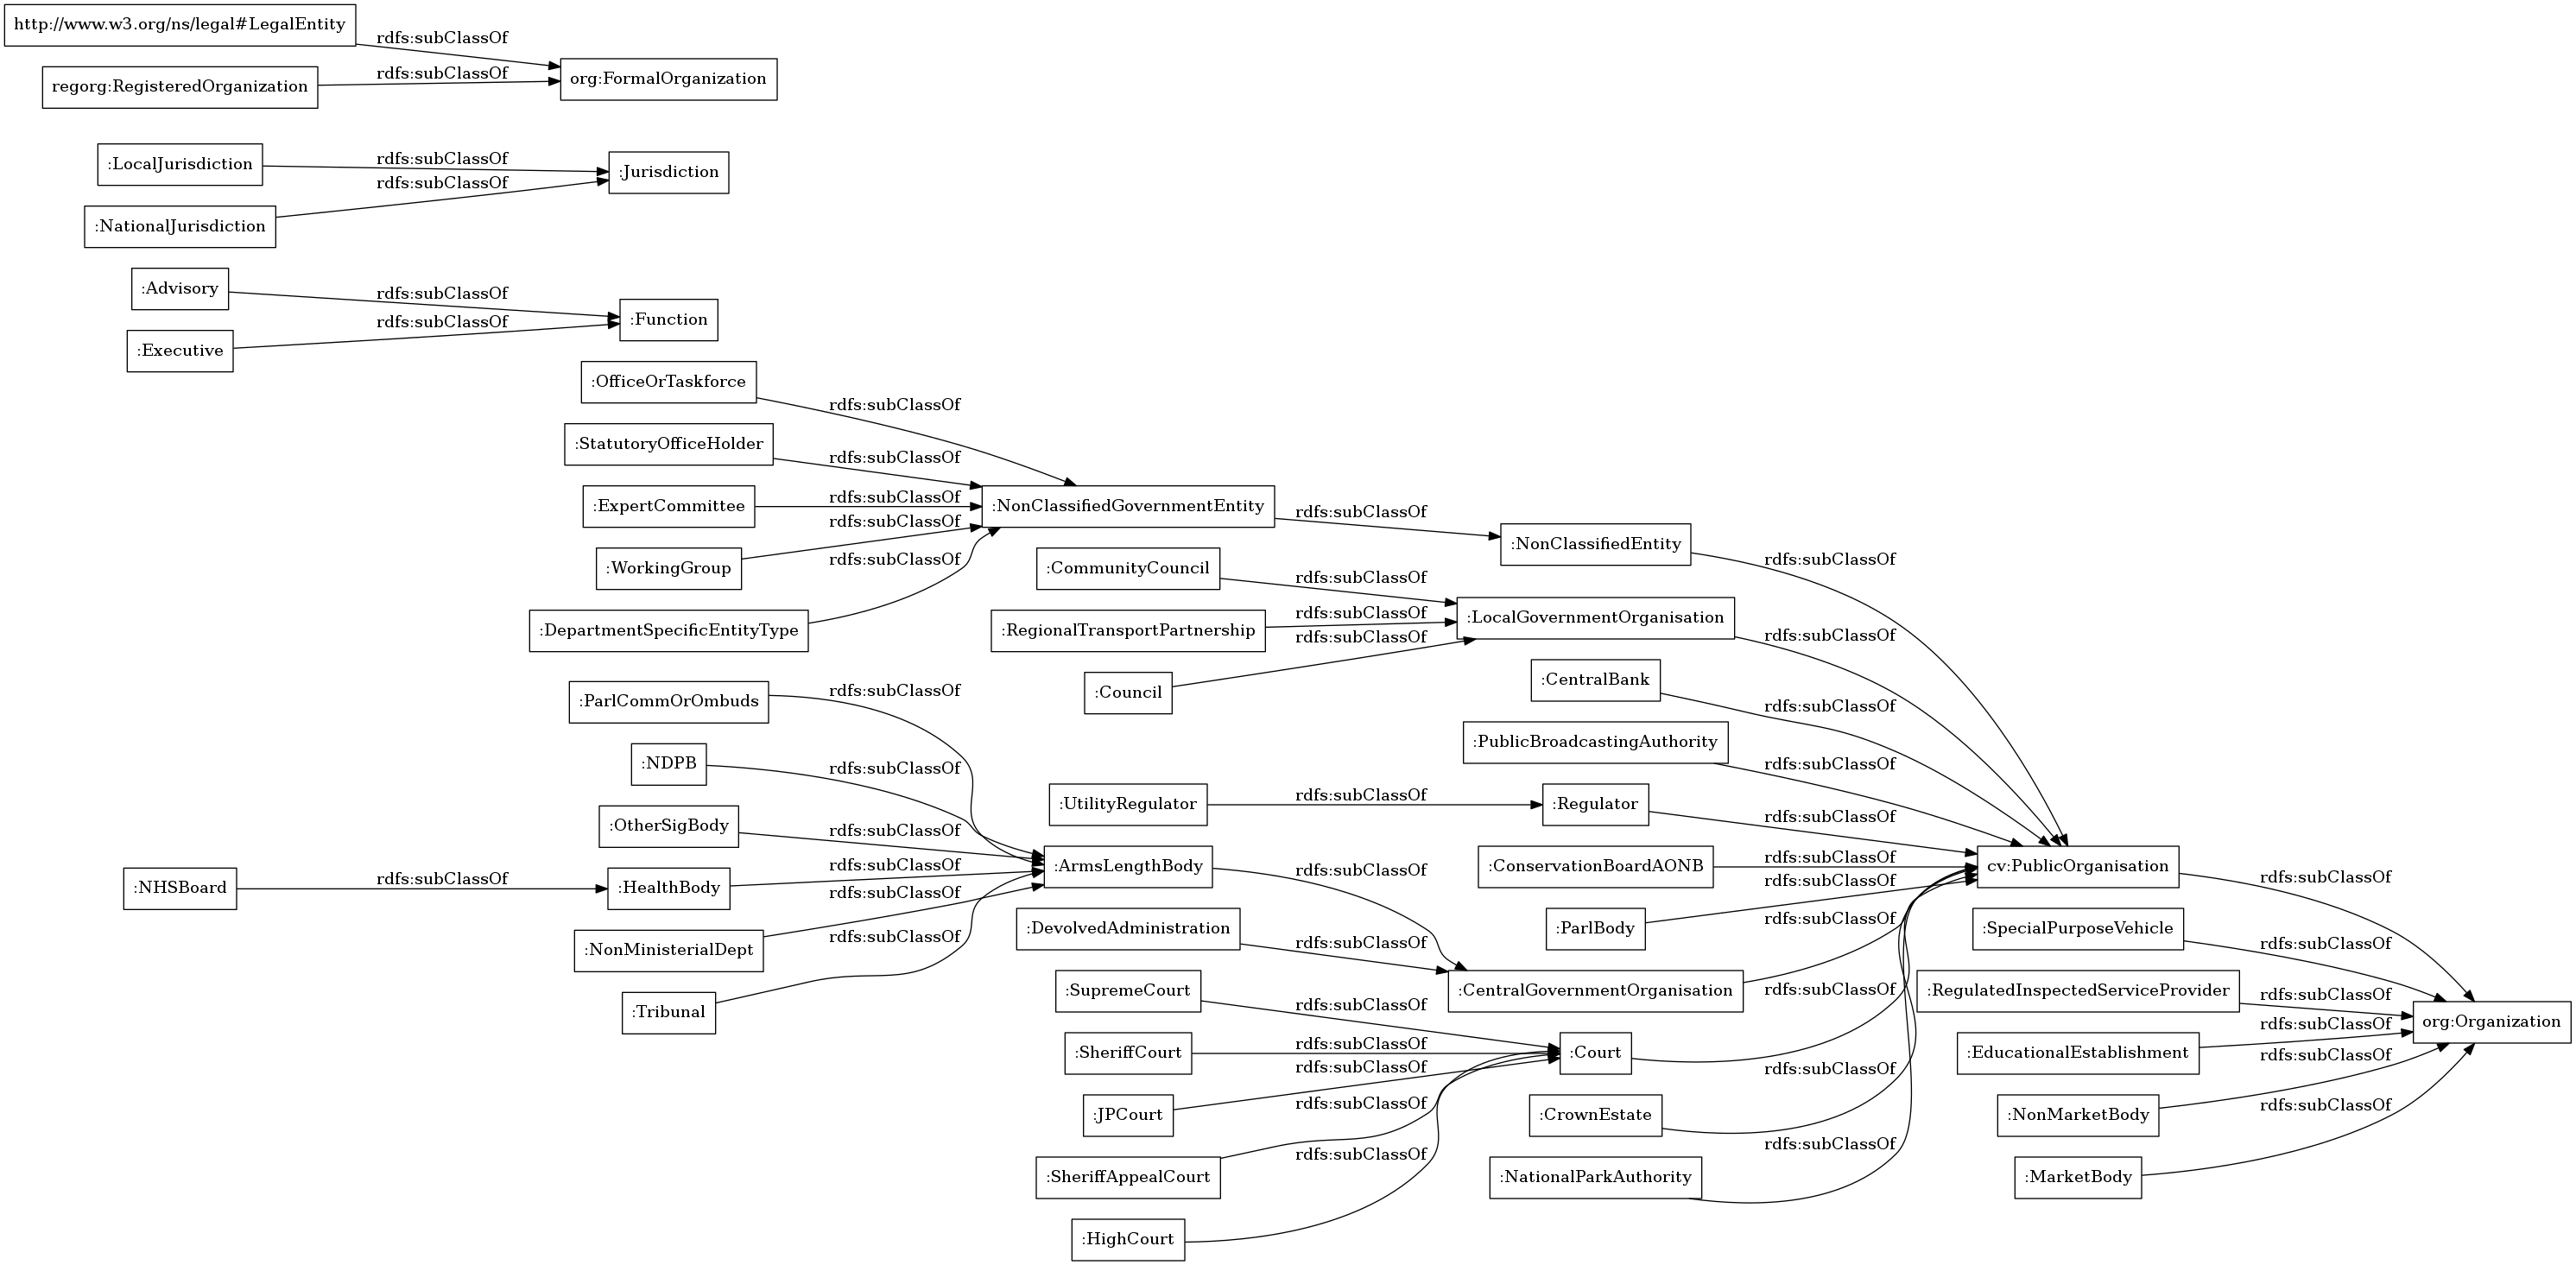 http://www.w3.org/ns/legal#LegalEntity
rdfs:subClassOf
regorg:RegisteredOrganization
rdfs:subClassOf
org:FormalOrganization
:LocalJurisdiction
rdfs:subClassOf
:Jurisdiction
:NationalJurisdiction
rdfs:subClassOf
:Advisory
rdfs:subClassOf
:Function
:Executive
rdfs:subClassOf
:OfficeOrTaskforce
rdfs:subClassOf
:StatutoryOfficeHolder
rdfs:subClassOf
:ExpertCommittee
rdfs:subClassOf
:NonClassifiedGovernmentEntity
rdfs:subClassOf
:NonClassifiedEntity
rdfs:subClassOf
:WorkingGroup
rdfs:subClassOf
:DepartmentSpecificEntityType
rdfs:subClassOf
:CommunityCouncil
rdfs:subClassOf
:RegionalTransportPartnership
rdfs:subClassOf
:LocalGovernmentOrganisation
rdfs:subClassOf
:Council
rdfs:subClassOf
:CentralBank
rdfs:subClassOf
:PublicBroadcastingAuthority
rdfs:subClassOf
:ParlCommOrOmbuds
rdfs:subClassOf
:NDPB
rdfs:subClassOf
:OtherSigBody
rdfs:subClassOf
:UtilityRegulator
rdfs:subClassOf
:Regulator
rdfs:subClassOf
:NHSBoard
rdfs:subClassOf
:HealthBody
rdfs:subClassOf
:ArmsLengthBody
rdfs:subClassOf
:ConservationBoardAONB
rdfs:subClassOf
cv:PublicOrganisation
rdfs:subClassOf
:NonMinisterialDept
rdfs:subClassOf
:Tribunal
rdfs:subClassOf
:DevolvedAdministration
rdfs:subClassOf
:ParlBody
rdfs:subClassOf
:CentralGovernmentOrganisation
rdfs:subClassOf
:SupremeCourt
rdfs:subClassOf
:SheriffCourt
rdfs:subClassOf
:Court
rdfs:subClassOf
:JPCourt
rdfs:subClassOf
:SheriffAppealCourt
rdfs:subClassOf
:HighCourt
rdfs:subClassOf
:CrownEstate
rdfs:subClassOf
:NationalParkAuthority
rdfs:subClassOf
:SpecialPurposeVehicle
rdfs:subClassOf
:RegulatedInspectedServiceProvider
rdfs:subClassOf
org:Organization
:EducationalEstablishment
rdfs:subClassOf
:NonMarketBody
rdfs:subClassOf
:MarketBody
rdfs:subClassOf